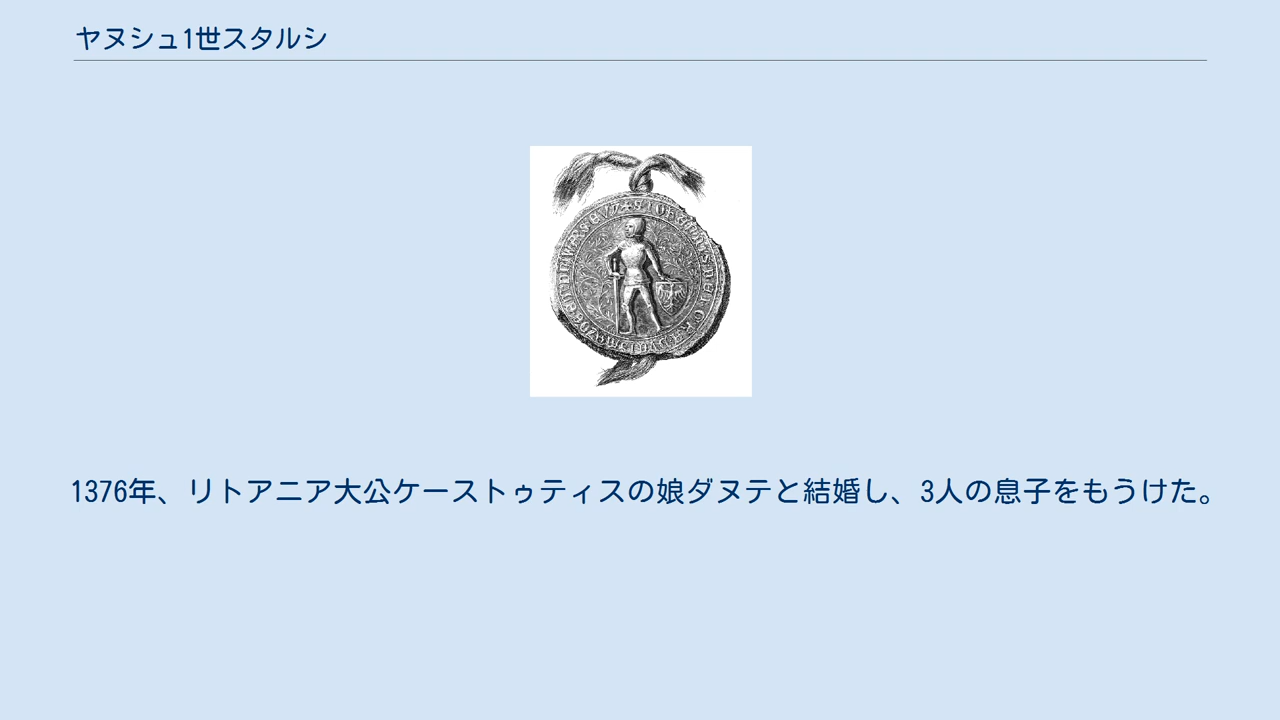 ヤヌシュ1世スタルシ
1376年、リトアニア大公ケーストゥティスの娘ダヌテと結婚し、3人の息子をもうけた。